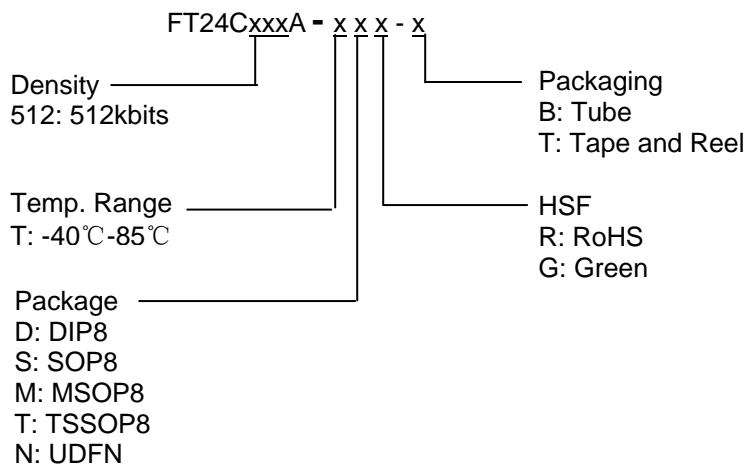 FT24CxxxA - x x x - x
Density
512: 512kbits
Temp. Range
T: -40℃-85℃
Package
D: DIP8
S: SOP8
M: MSOP8
T: TSSOP8
N: UDFN
Packaging
B: Tube
T: Tape and Reel
HSF
R: RoHS
G: Green